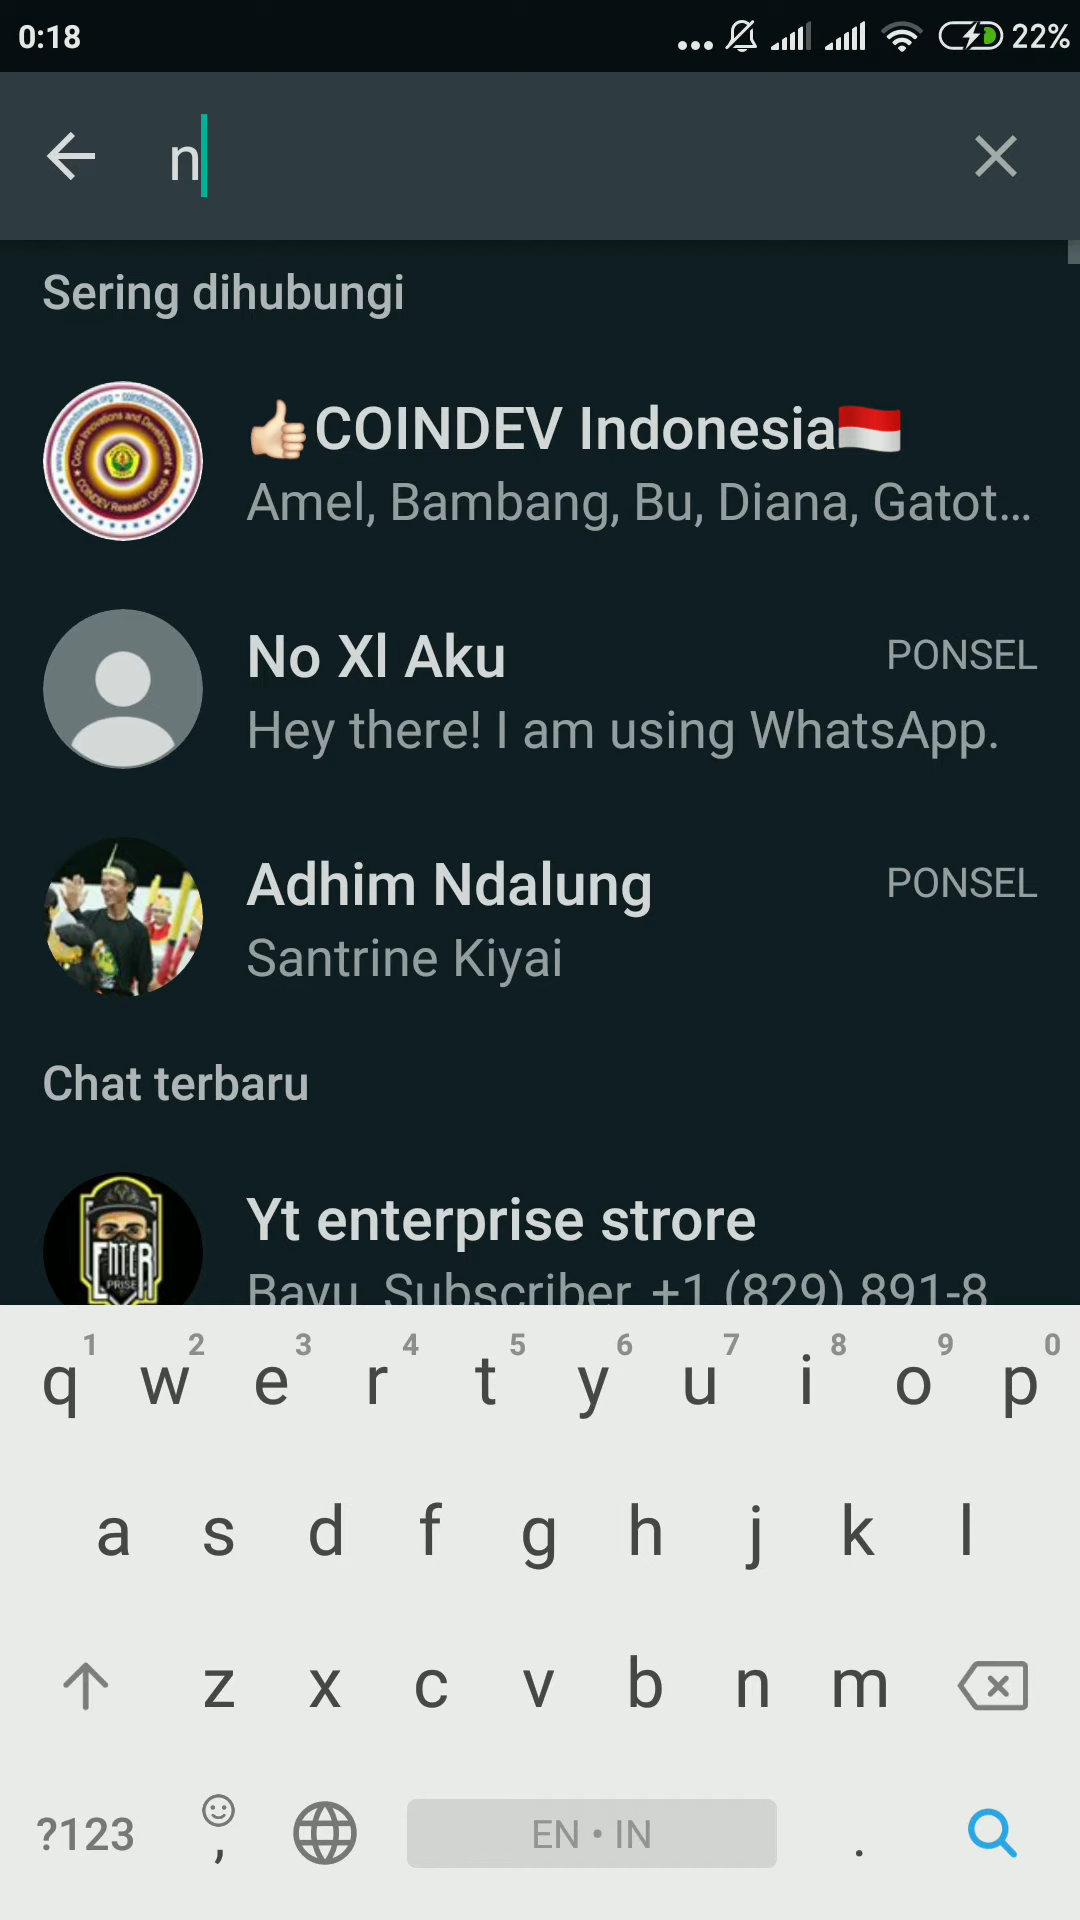 0:18 22%
n
Sering dihubungi
👍🏻COINDEV Indonesia🇮🇩
Amel, Bambang, Bu, Diana, Gatot...
No Xl Aku PONSEL
Hey there! I am using WhatsApp.
Adhim Ndalung PONSEL
Santrine Kiyai
Chat terbaru
Yt enterprise strore
ENTER
PRISE
Bayu, Subscriber, +1 (829) 891-8
1 2 3 4 5 6 7 8 9 0
q w e r t y u i o p
a s d f g h j k l
z x c v b n m
?123 , EN • IN .